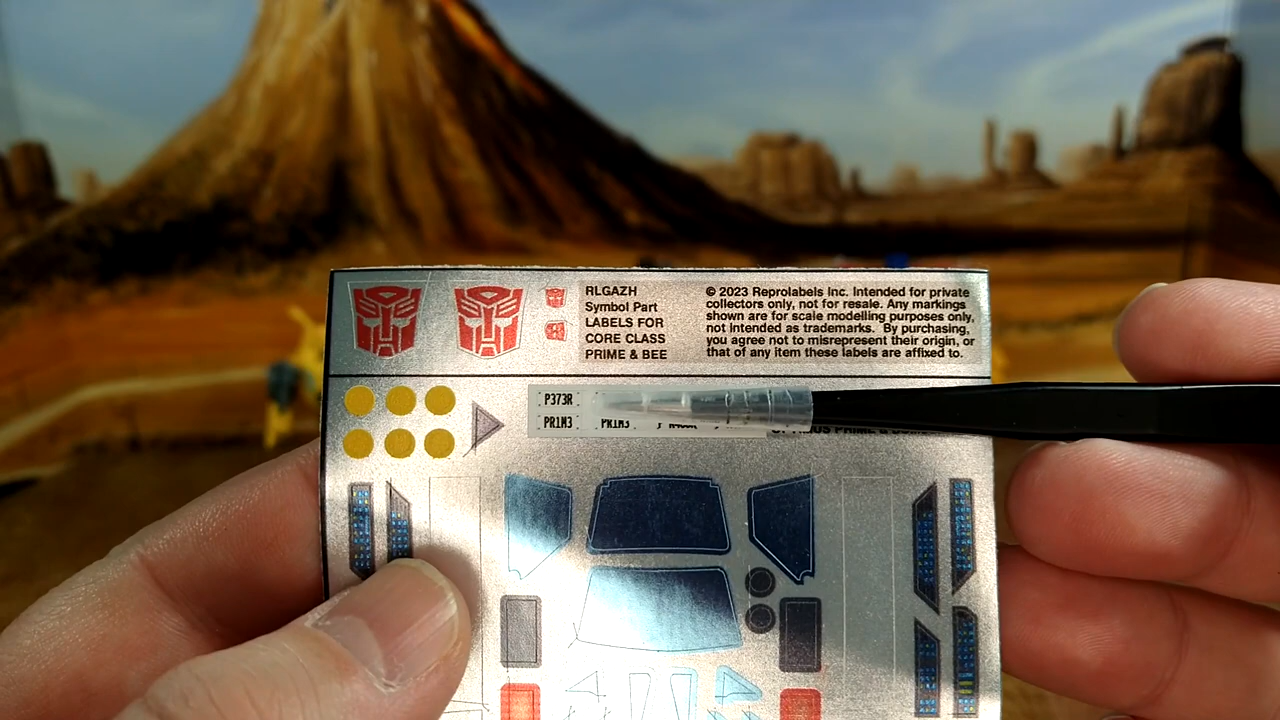 RLGAZH
Symbol Part
LABELS FOR
CORE CLASS
PRIME & BEE
© 2023 Reprolabels Inc. Intended for private
collectors only, not for resale. Any markings
shown are for scale modelling purposes only,
not intended as trademarks. By purchasing,
you agree not to misrepresent their origin, or
that of any item these labels are affixed to.
P373R
PR1M3 PR1M3